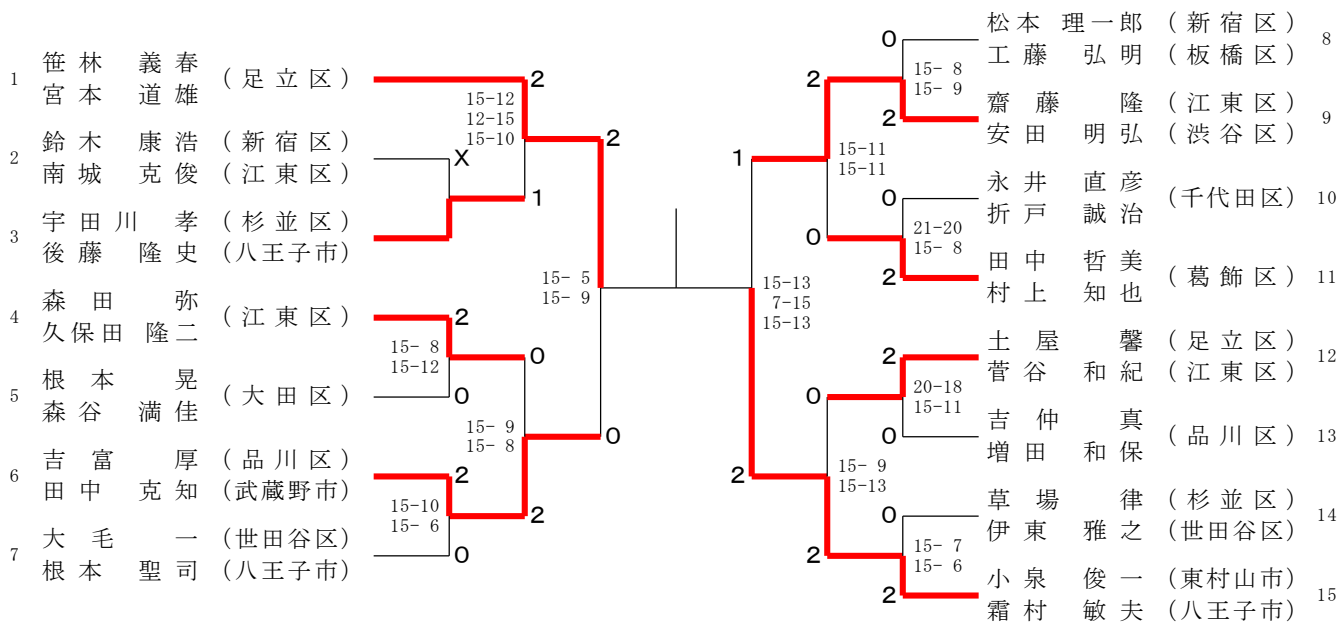 1 笹林 義春 (足立区)
宮本 道雄
2 鈴木 康浩 (新宿区)
南城 克俊 (江東区)
3 宇田川 孝 (杉並区)
後藤 隆史 (八王子市)
4 森田 弥 (江東区)
久保田 隆二
5 根本 晃 (大田区)
森谷 満佳
6 吉富 厚 (品川区)
田中 克知 (武蔵野市)
7 大毛 一 (世田谷区)
根本 聖司 (八王子市)
2
15-12
12-15
15-10
X
1
2
2
15- 8
15-12
0
0
15- 9
15- 8
2
15-10
15- 6
0
2
0
15- 5
15- 9
1
15-13
7-15
15-13
2
2
15-11
15-11
0
0
15- 9
15-13
2
0
15- 8
15- 9
2
0
21-20
15- 8
2
2
20-18
15-11
0
0
15- 7
15- 6
2
松本 理一郎 (新宿区) 8
工藤 弘明 (板橋区)
齋藤 隆 (江東区) 9
安田 明弘 (渋谷区)
永井 直彦 (千代田区) 10
折戸 誠治
田中 哲美 (葛飾区) 11
村上 知也
土屋 馨 (足立区) 12
菅谷 和紀 (江東区)
吉仲 真 (品川区) 13
増田 和保
草場 律 (杉並区) 14
伊東 雅之 (世田谷区)
小泉 俊一 (東村山市) 15
霜村 敏夫 (八王子市)